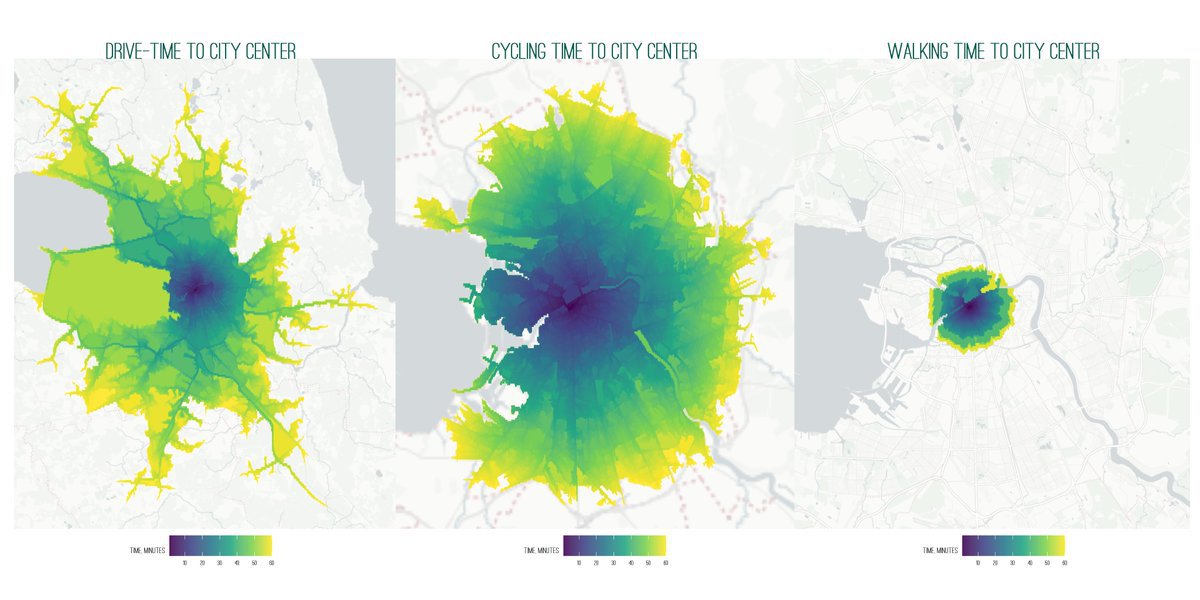 DRIVE-TIME TO CITY CENTER
CYCLING TIME TO CITY CENTER
WALKING TIME TO CITY CENTER
TIME, MINUTES
10 20 30 40 50 60
TIME, MINUTES
10 20 30 40 50 60
TIME, MINUTES
10 20 30 40 50 60